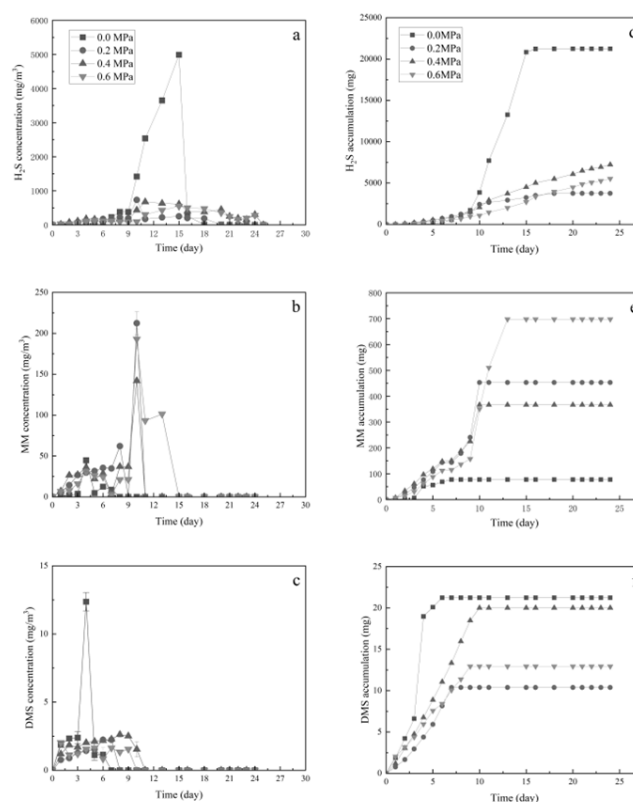 a
0.0 MPa
0.2 MPa
0.4 MPa
0.6 MPa
H₂S concentration (mg/m³)
6000
5000
4000
3000
2000
1000
0
0 3 6 9 12 15 18 21 24 27 30
Time (day)
0.0MPa
0.2MPa
0.4MPa
0.6MPa
H₂S accumulation (mg)
25000
20000
15000
10000
5000
0
0 5 10 15 20 25
Time (day)
b
MM concentration (mg/m³)
250
200
150
100
50
0
0 3 6 9 12 15 18 21 24 27 30
Time (day)
MM accumulation (mg)
800
700
600
500
400
300
200
100
0
0 5 10 15 20 25
Time (day)
c
DMS concentration (mg/m³)
15
10
5
0
0 3 6 9 12 15 18 21 24 27 30
Time (day)
DMS accumulation (mg)
25
20
15
10
5
0
0 5 10 15 20 25
Time (day)